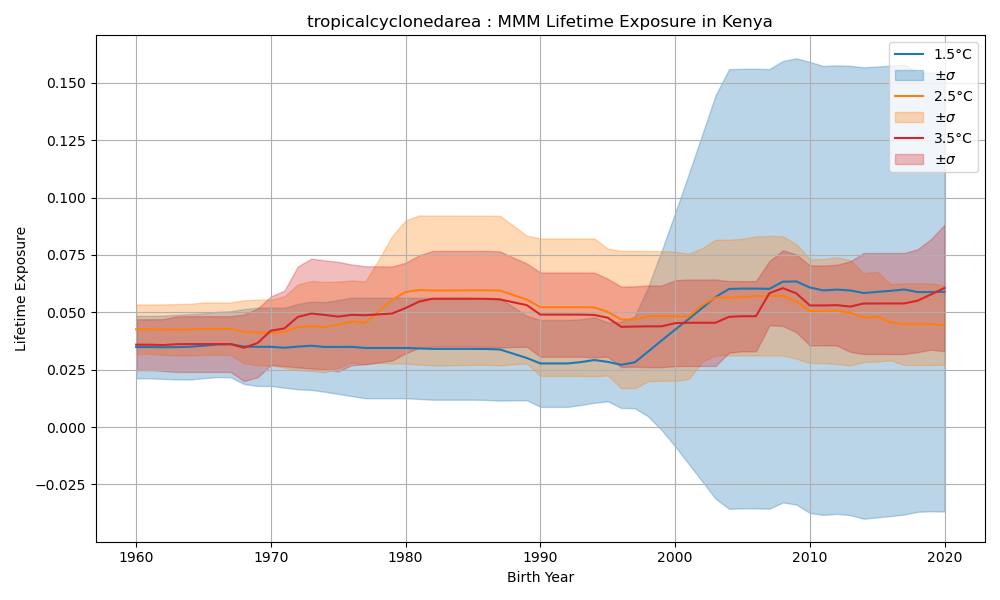 tropicalcyclonedarea : MMM Lifetime Exposure in Kenya
1.5°C
±σ
2.5°C
±σ
3.5°C
±σ
Lifetime Exposure
0.150
0.125
0.100
0.075
0.050
0.025
0.000
−0.025
1960
1970
1980
1990
2000
2010
2020
Birth Year